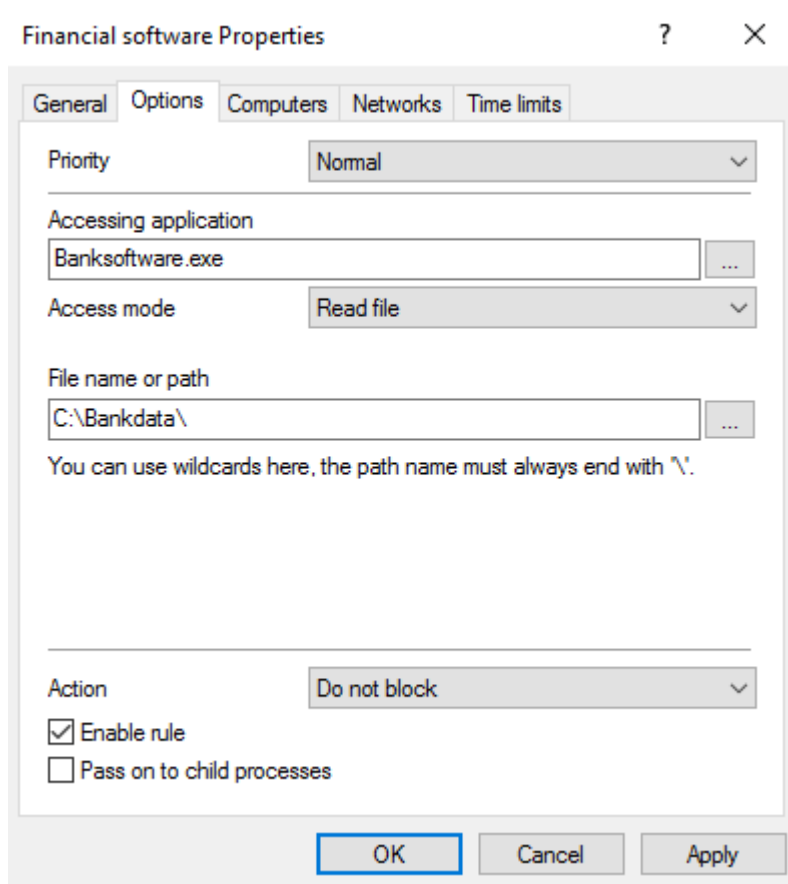 Financial software Properties ?
General Options Computers Networks Time limits
Priority Normal
Accessing application
Banksoftware.exe ...
Access mode Read file
File name or path
C:\Bankdata\ ...
You can use wildcards here, the path name must always end with '\'.
Action Do not block
Enable rule
Pass on to child processes
OK Cancel Apply